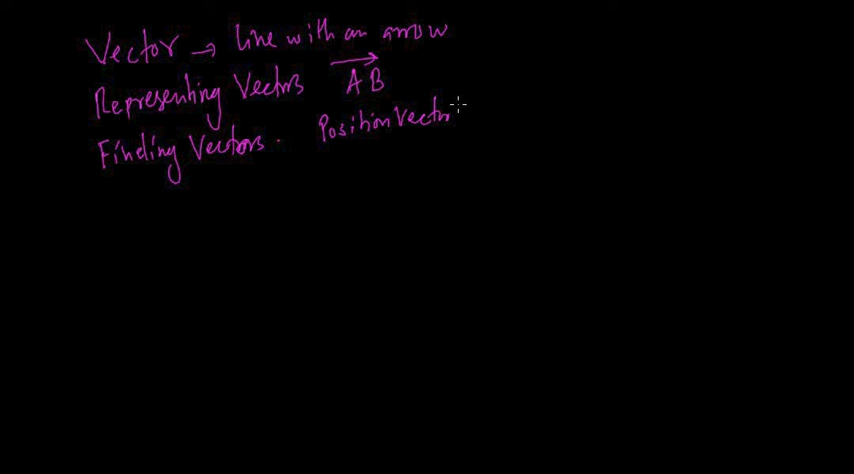 Vector → line with an arrow
Representing Vectors AB
Finding Vectors. Position Vector